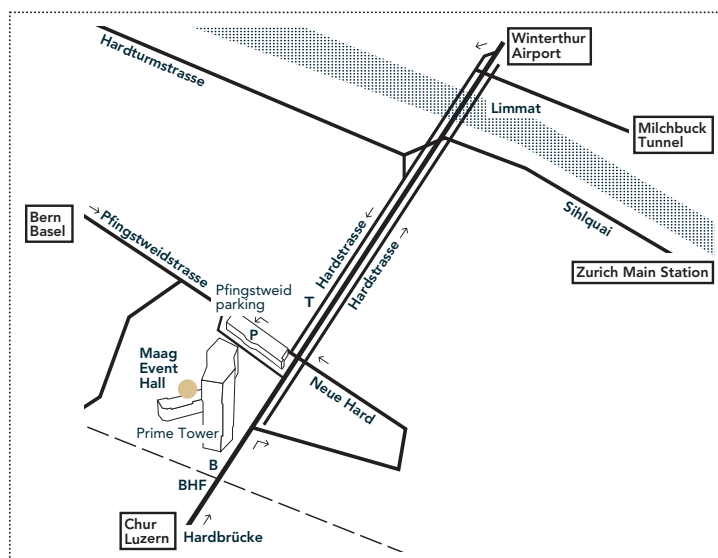 Winterthur
Airport
Hardturmstrasse
Limmat
Milchbuck
Tunnel
Bern
Basel
Pfingstweidstrasse
Sihlquai
Hardstrasse
Hardstrasse
Zurich Main Station
Pfingstweid
parking
T
P
Maag
Event
Hall
Neue Hard
Prime Tower
B
BHF
Chur
Luzern
Hardbrücke